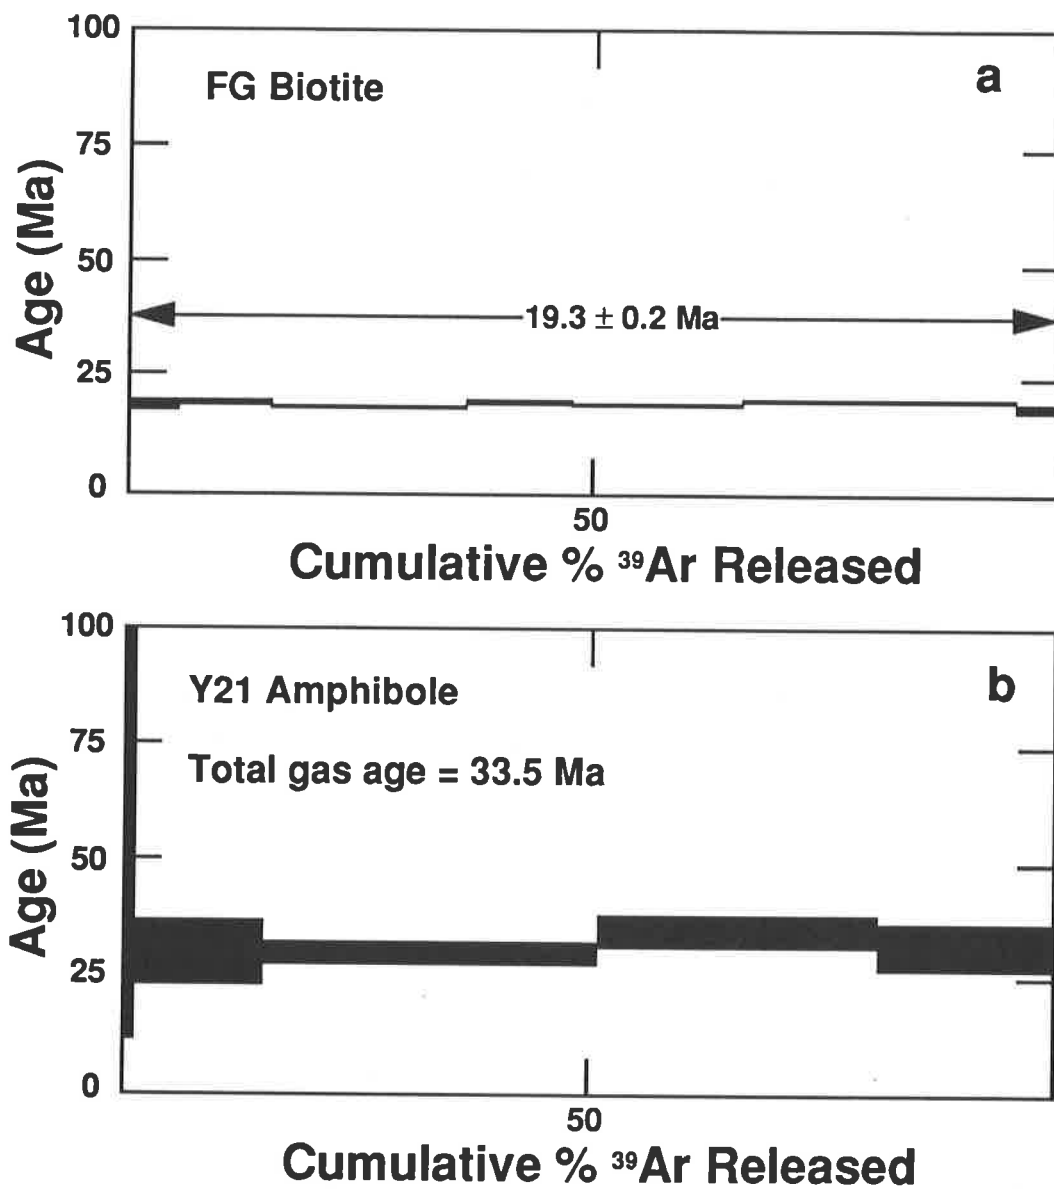 100
FG Biotite
a
75
50
19.3 ± 0.2 Ma
25
0
Age (Ma)
50
Cumulative % ³⁹Ar Released
100
Y21 Amphibole
b
75
Total gas age = 33.5 Ma
50
25
0
Age (Ma)
50
Cumulative % ³⁹Ar Released